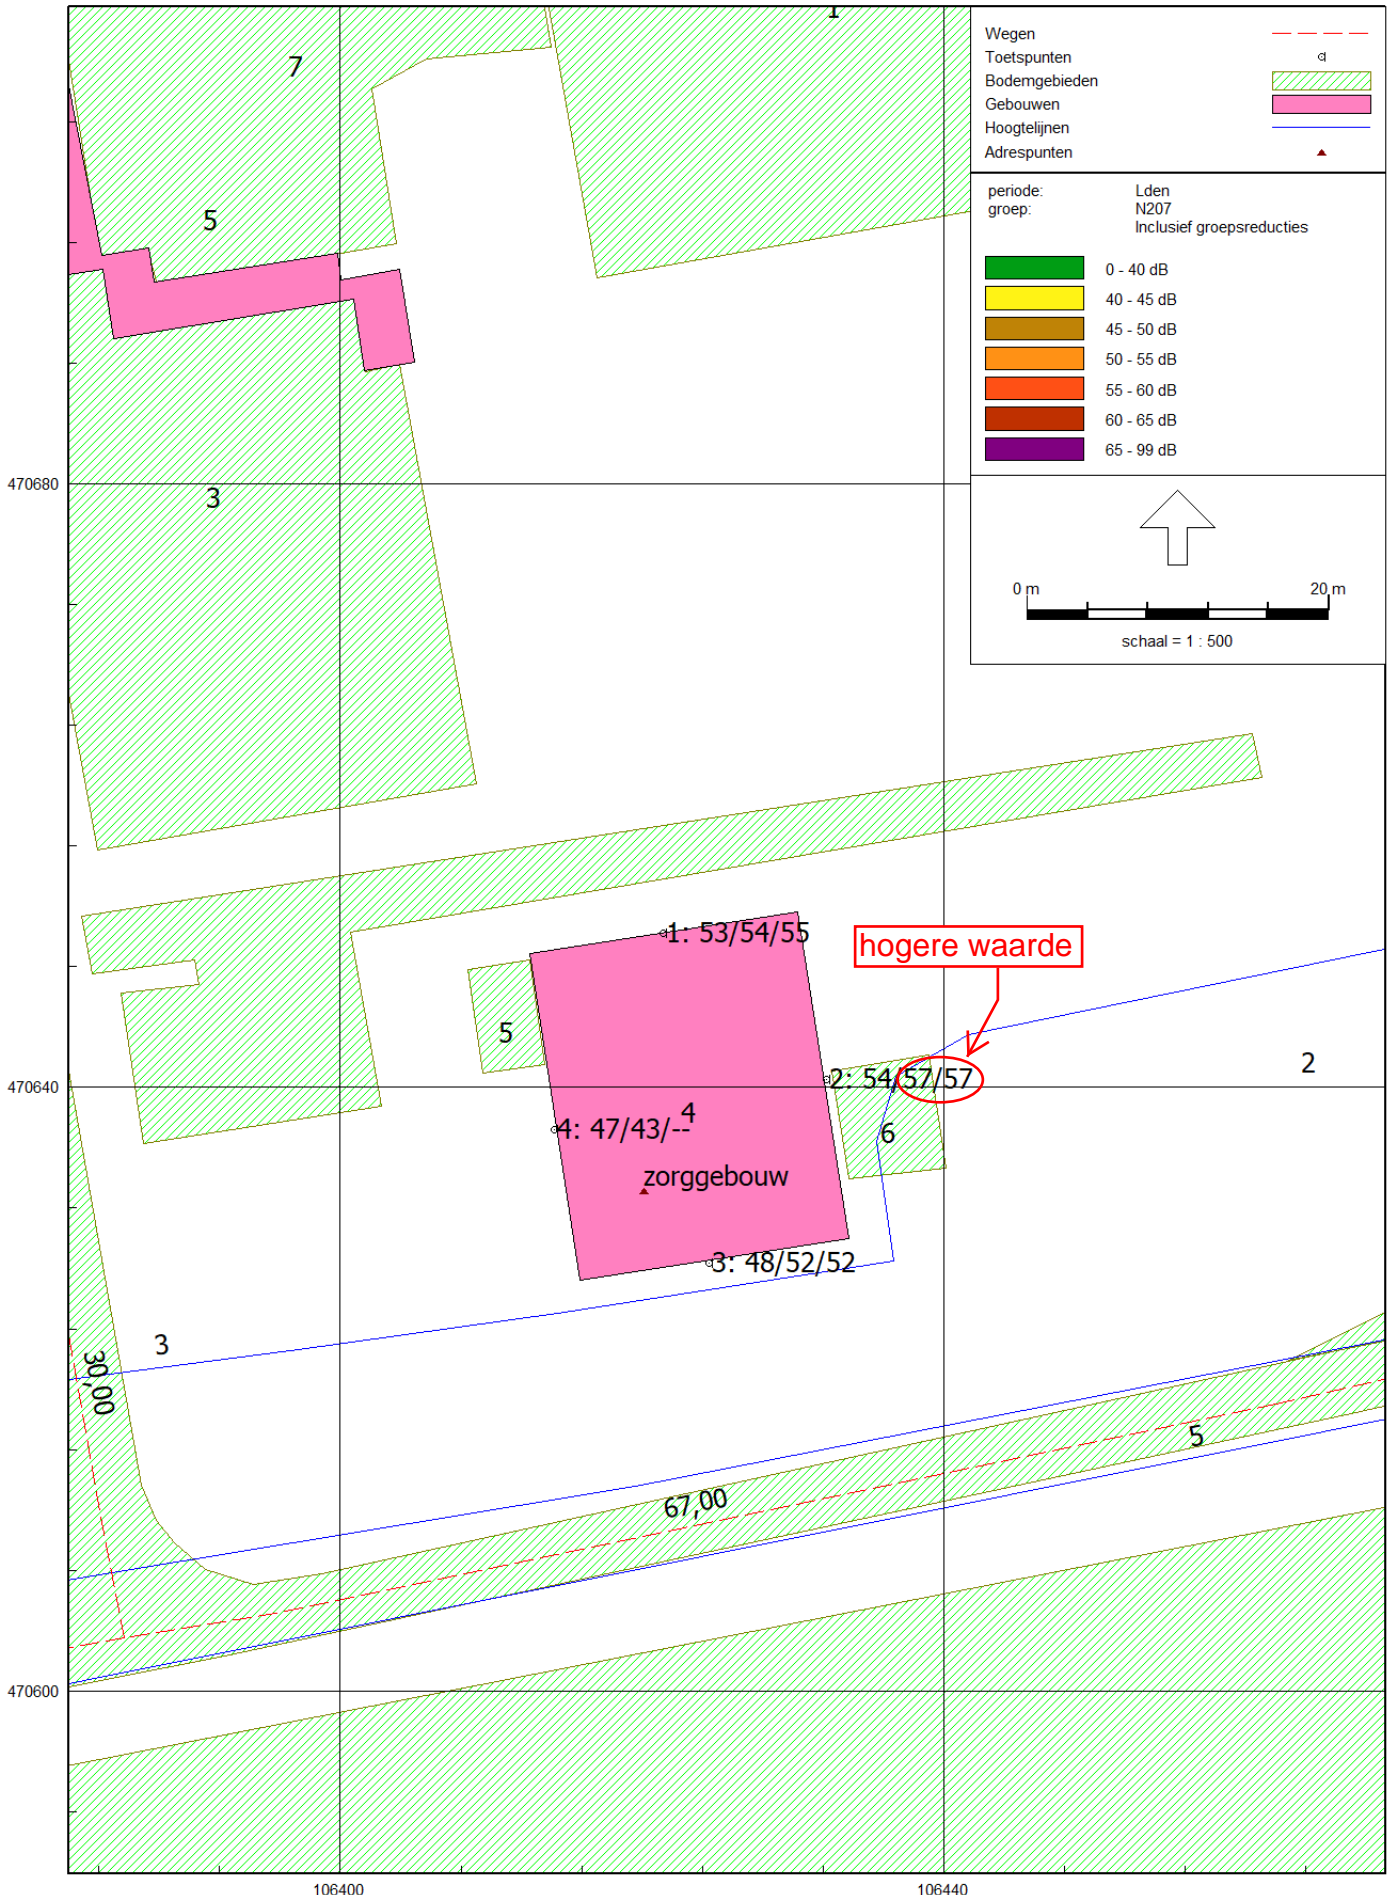 1
7
5
3
Wegen
Toetspunten
Bodemgebieden
Gebouwen
Hoogtelijnen
Adrespunten
periode: Lden
groep: N207
Inclusief groepsreducties
0 - 40 dB
40 - 45 dB
45 - 50 dB
50 - 55 dB
55 - 60 dB
60 - 65 dB
65 - 99 dB
0 m 20 m
schaal = 1 : 500
470680
1: 53/54/55
hogere waarde
5
470640
2: 54/57/57
2
4
4: 47/43/--
6
zorggebouw
3: 48/52/52
3
30,00
5
67,00
470600
106400 106440